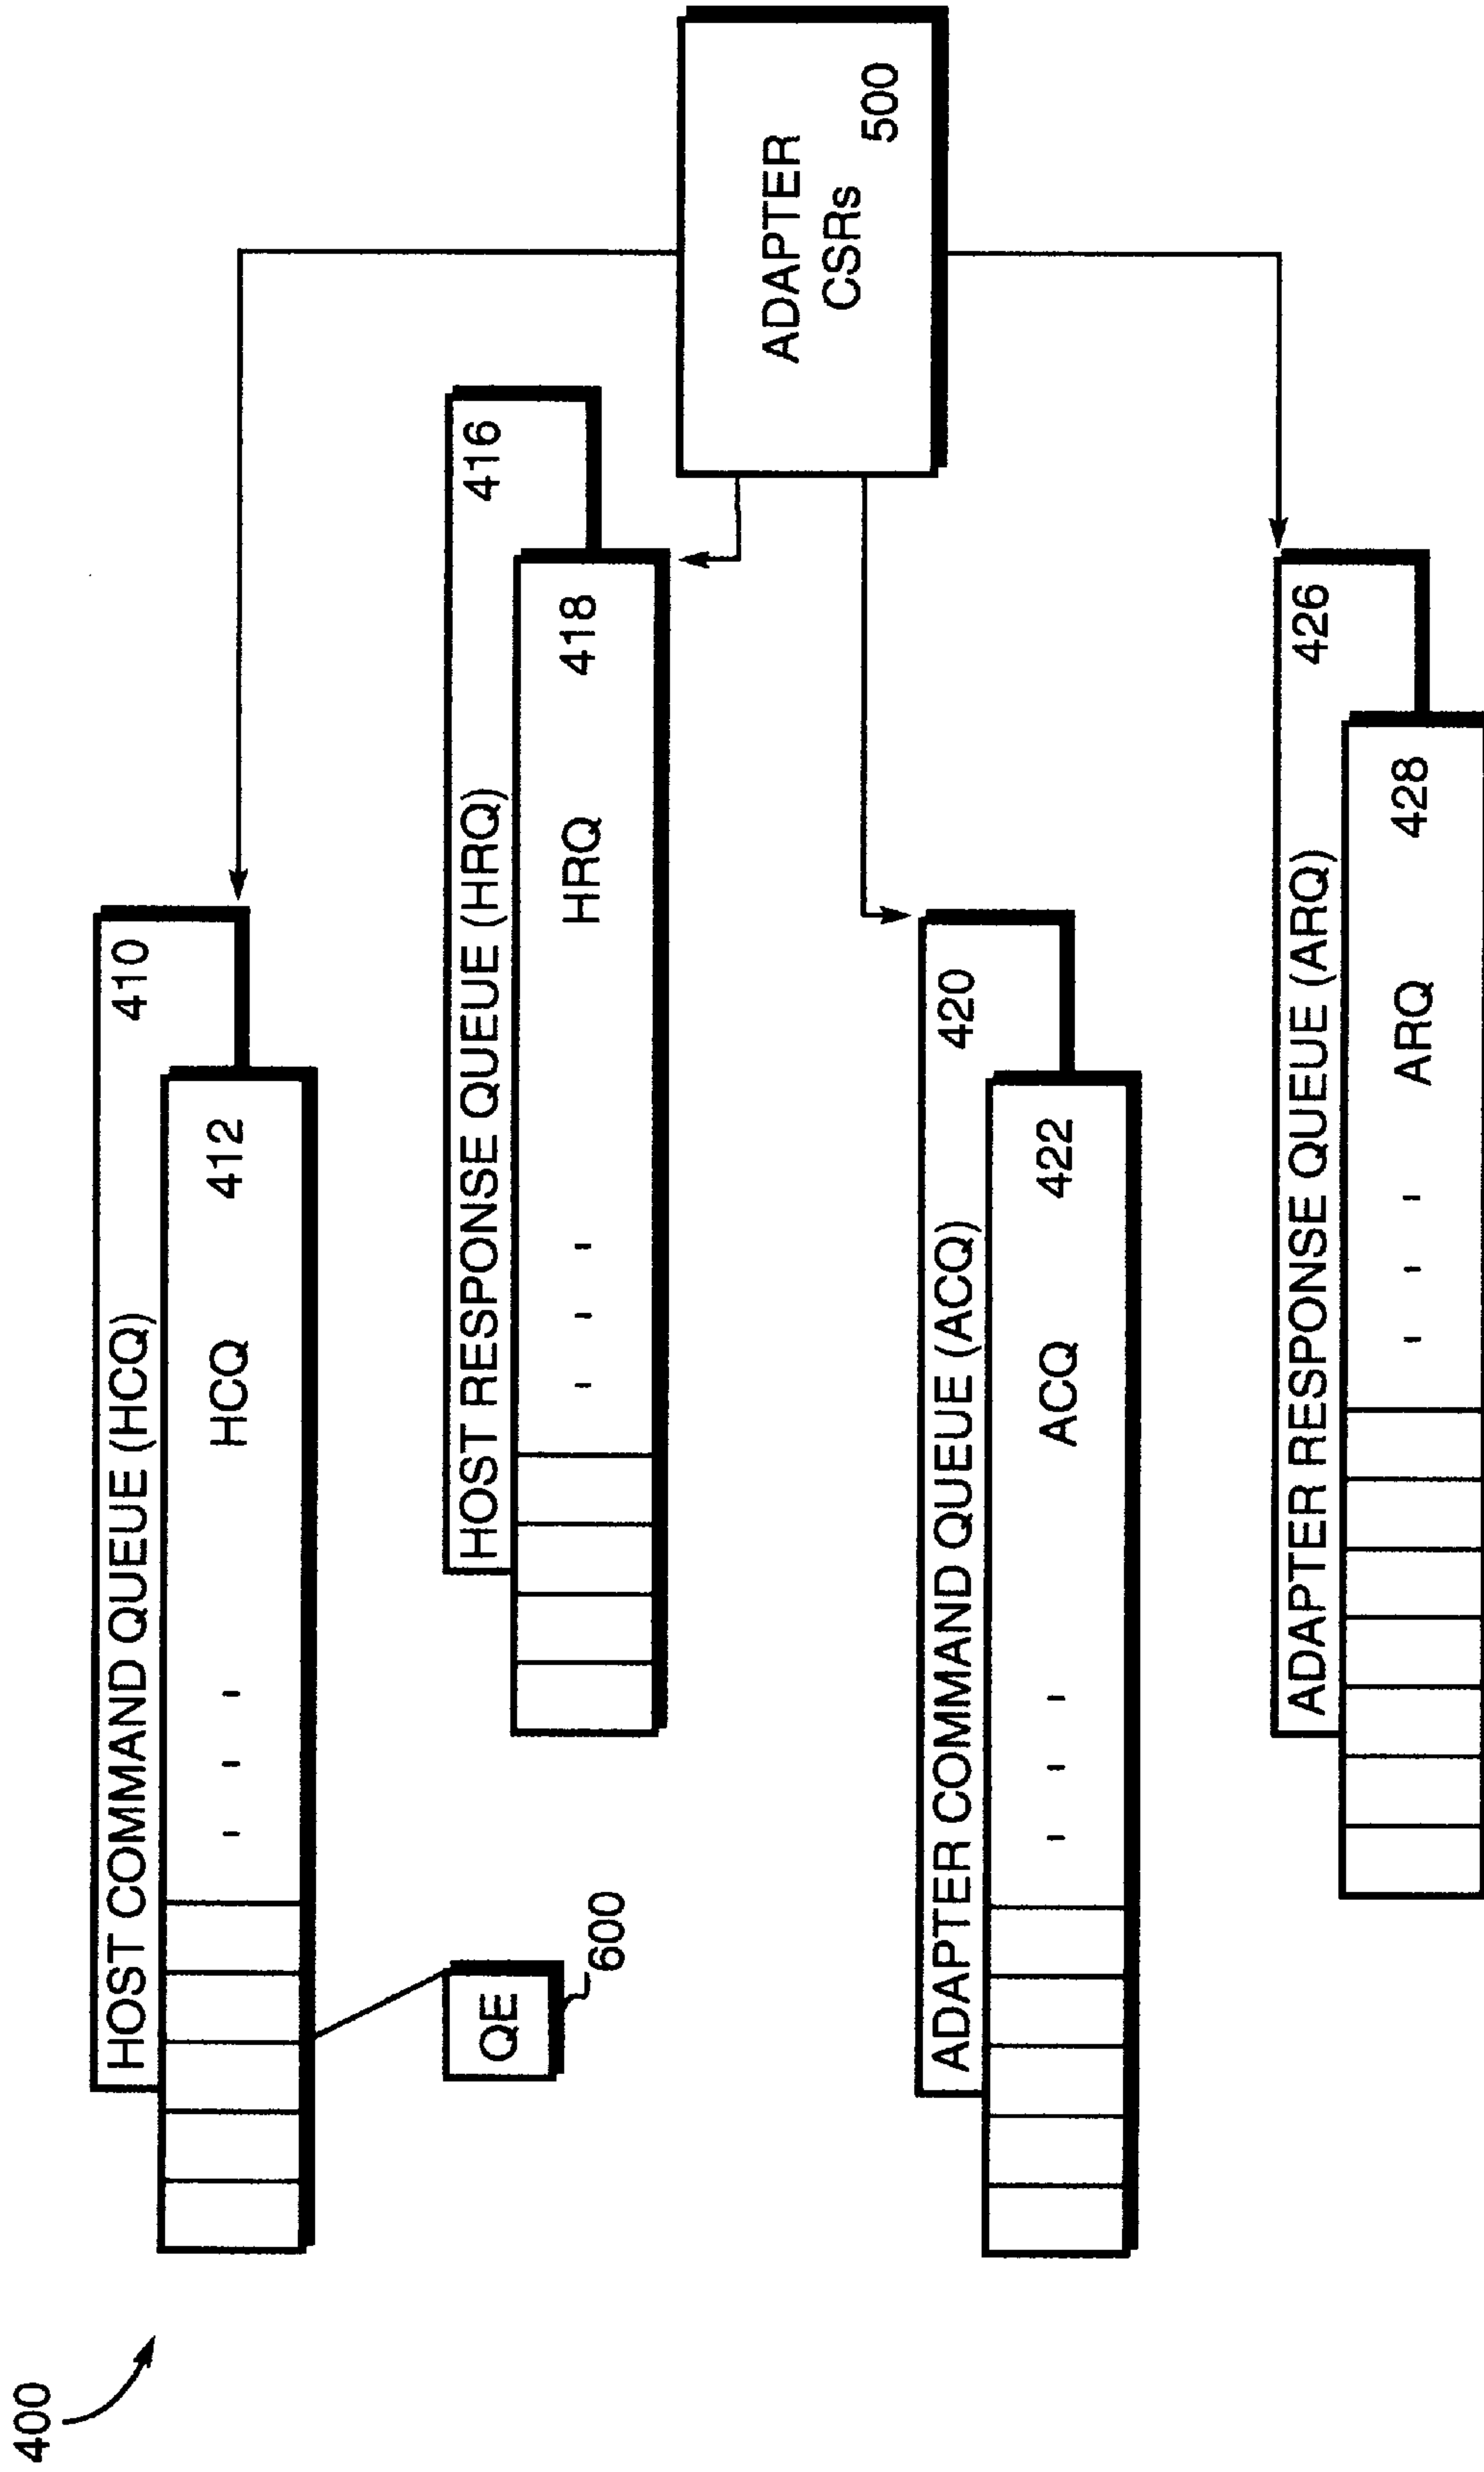 400
HOST COMMAND QUEUE (HCQ) 410
HCQ 412
QE
600
HOST RESPONSE QUEUE (HRQ) 416
HRQ 418
ADAPTER
CSRs
500
ADAPTER COMMAND QUEUE (ACQ) 420
ACQ 422
ADAPTER RESPONSE QUEUE (ARQ) 426
ARQ 428